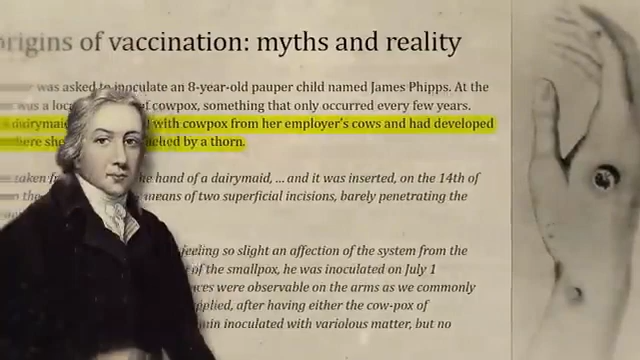 origins of vaccination: myths and reality
was asked to inoculate an 8-year-old pauper child named James Phipps. At the
was a of cowpox, something that only occurred every few years.
dairymaid with cowpox from her employer's cows and had developed
where she by a thorn.
taken he hand of a dairymaid, ... and it was inserted, on the 14th of
means of two superficial incisions, barely penetrating the
feeling so slight an affection of the system from the
of the smallpox, he was inoculated on July 1
were observable on the arms as we commonly
after having either the cow-pox of
inoculated with variolous matter, but no